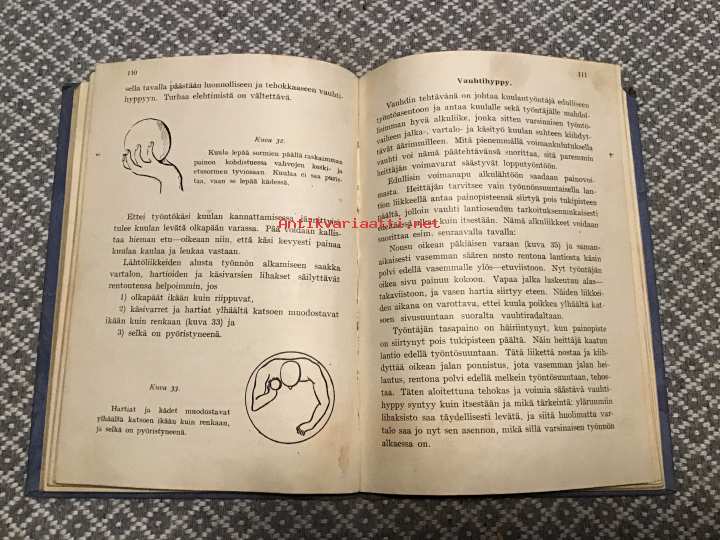 110
sella tavalla päästään luonnolliseen ja tehokkaaseen vauhti-
hyppyyn. Turhaa elehtimistä on vältettävä.
Kuva 32.
Kuula lepää sormien päällä raskaimman
painon kohdistuessa vahvojen keski- ja
etusormen tyviosaan. Kuulaa ei saa puris-
taa, vaan se lepää kädessä.
Ettei työntökäsi kuulan kannattamisessa jännittyisi,
tulee kuulan levätä olkapään varassa. Pää voidaan kallis-
taa hieman etu—oikeaan niin, että käsi kevyesti painaa
kuulaa kaulaa ja leukaa vastaan.
Lähtöliikkeiden alusta työnnön alkamiseen saakka
vartalon, hartioiden ja käsivarsien lihakset säilyttävät
rentoutensa helpoimmin, jos
1) olkapäät ikään kuin riippuvat,
2) käsivarret ja hartiat ylhäältä katsoen muodostavat
ikään kuin renkaan (kuva 33) ja
3) selkä on pyöristyneenä.
Kuva 33.
Hartiat ja kädet muodostavat
ylhäältä katsoen ikään kuin renkaan,
ja selkä on pyöristyneenä.
111
Vauhtihyppy.
Vauhdin tehtävänä on johtaa kuulantyöntäjä edulliseen
työntöasentoon ja antaa kuulalle sekä työntäjälle mahdol-
lisimman hyvä alkuliike, jonka sitten varsinaisen työntö-
vaiheen jalka-, vartalo- ja käsityö kuulan suhteen kiihdyt-
tävät äärimmilleen. Mitä pienemmällä voimankulutuksella
vauhti voi nämä päätehtävänsä suorittaa, sitä paremmin
heittäjän voimavarat säästyvät lopputyöntöön.
Edullisin voimanapu alkulähtöön saadaan painovoi-
masta. Heittäjän tarvitsee vain työnnönsuuntaisella lan-
tion liikkeellä antaa painopisteensä siirtyä pois tukipisteen
päältä, jolloin vauhti lantioseudun tarkoituksenmukaisesti
alkaa kuin itsestään. Nämä alkuliikkeet voidaan
suorittaa esim. seuraavalla tavalla:
Nousu oikean päkiäisen varaan (kuva 35) ja saman-
aikaisesti vasemman säären nosto rentona lantiosta käsin
polvi edellä vasemmalle ylös—etuviistoon. Nyt työntäjän
oikea sivu painuu kokoon. Vapaa jalka laskeutuu alas—
takaviistoon, ja vasen hartia siirtyy eteen. Näiden liikkei-
den aikana on varottava, ettei kuula poikkea ylhäältä kat-
soen sivusuuntaan suoralta vauhtiradaltaan.
Työntäjän tasapaino on häiriintynyt, kun painopiste
on siirtynyt pois tukipisteen päältä. Näin heittäjä kaatuu
lantio edellä työntösuuntaan. Tätä liikettä nostaa ja kiih-
dyttää oikean jalan ponnistus, jota vasemman jalan hei-
lantus, rentona polvi edellä melkein työntösuuntaan, tehos-
taa. Täten aloitettuna tehokas ja voimia säästävä vauhti-
hyppy syntyy kuin itsestään ja mikä tärkeintä: yläruumiin
lihaksisto saa täydellisesti levätä, ja siitä huolimatta var-
talo saa jo nyt sen asennon, mikä sillä varsinaisen työnnön
alkaessa on.
Antikvariaatti.net